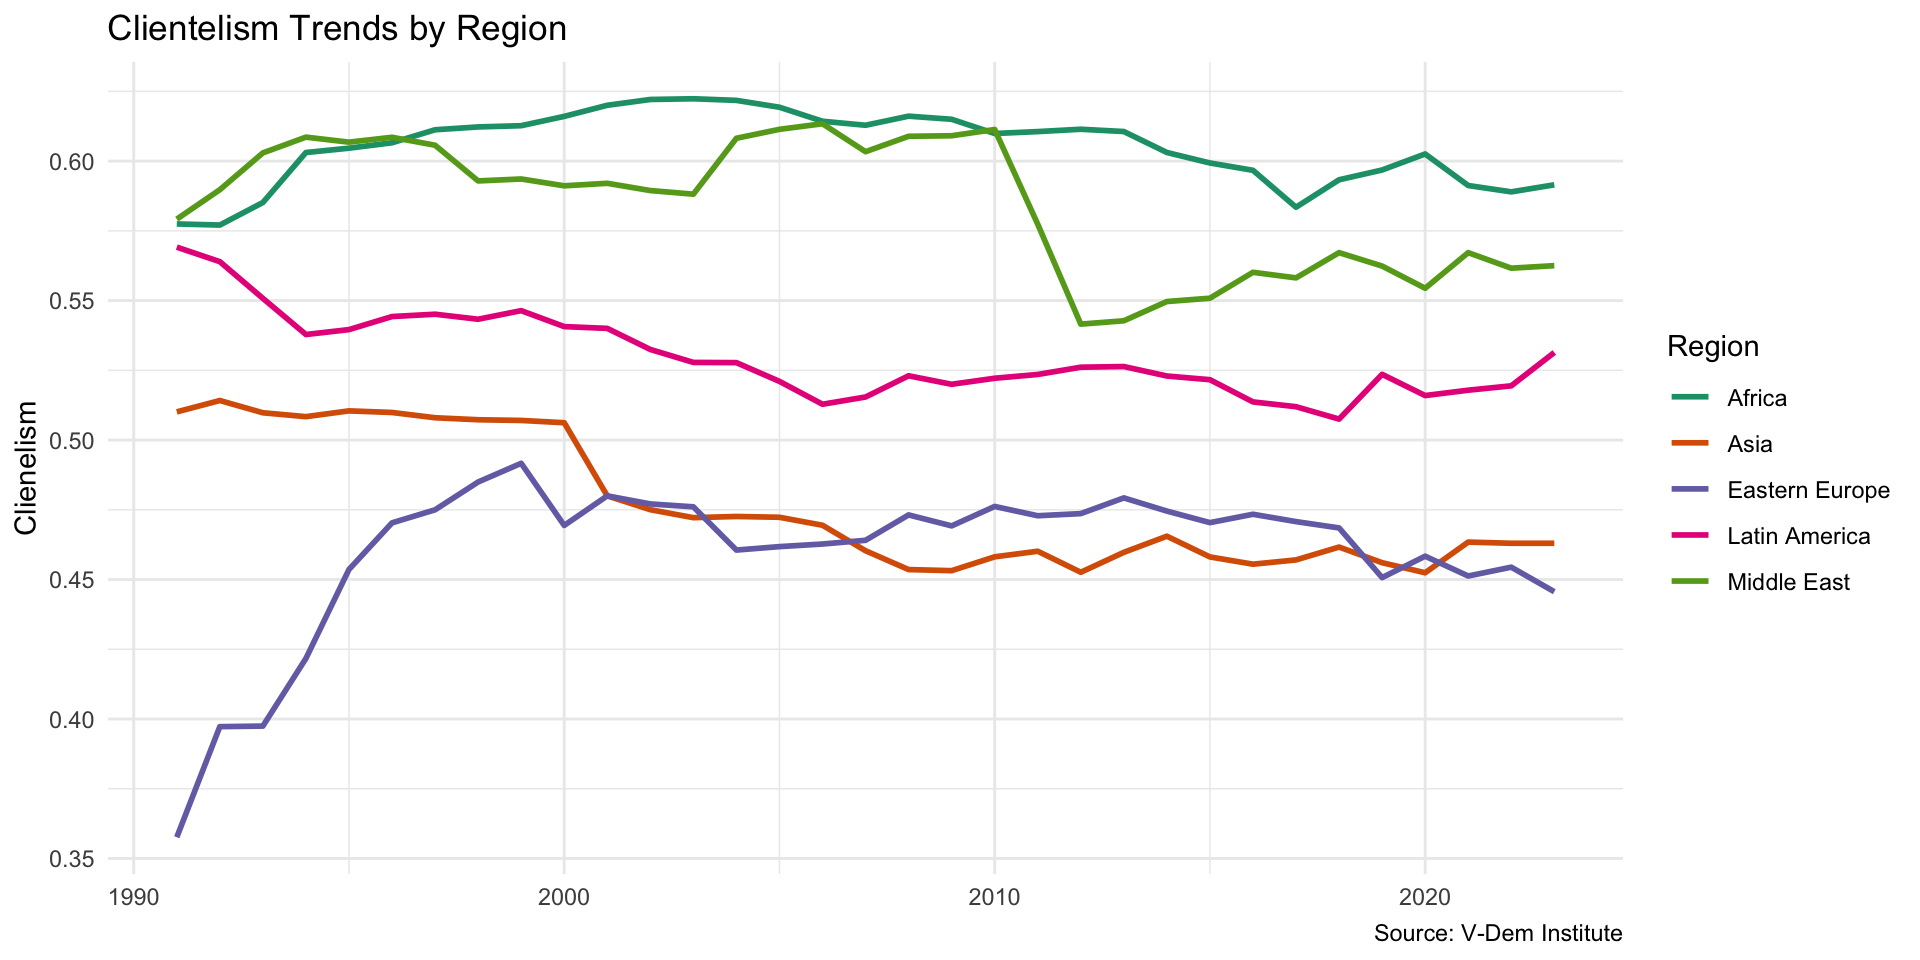 Clientelism Trends by Region
Clienelism
0.60
0.55
0.50
0.45
0.40
0.35
1990
2000
2010
2020
Region
Africa
Asia
Eastern Europe
Latin America
Middle East
Source: V-Dem Institute